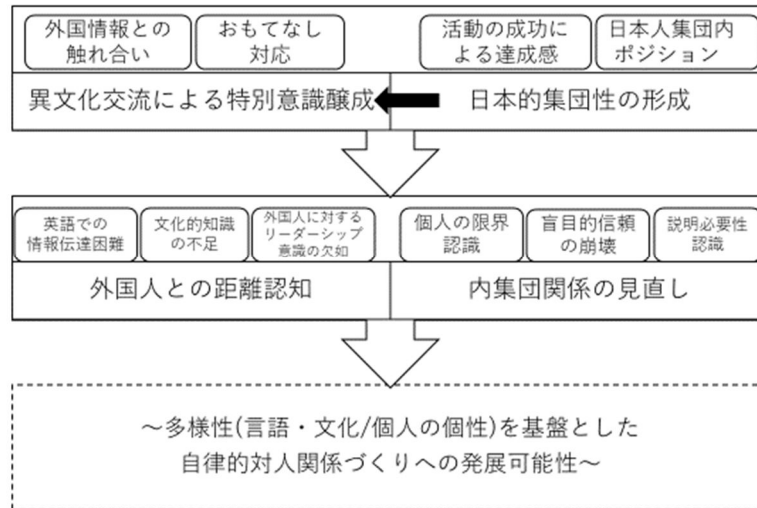 外国情報との
触れ合い
おもてなし
対応
活動の成功に
よる達成感
日本人集団内
ポジション
異文化交流による特別意識醸成
日本的集団性の形成
英語での
情報伝達困難
文化的知識
の不足
外国人に対する
リーダーシップ
意識の欠如
個人の限界
認識
盲目的信頼
の崩壊
説明必要性
認識
外国人との距離認知
内集団関係の見直し
～多様性(言語・文化/個人の個性)を基盤とした
自律的対人関係づくりへの発展可能性～